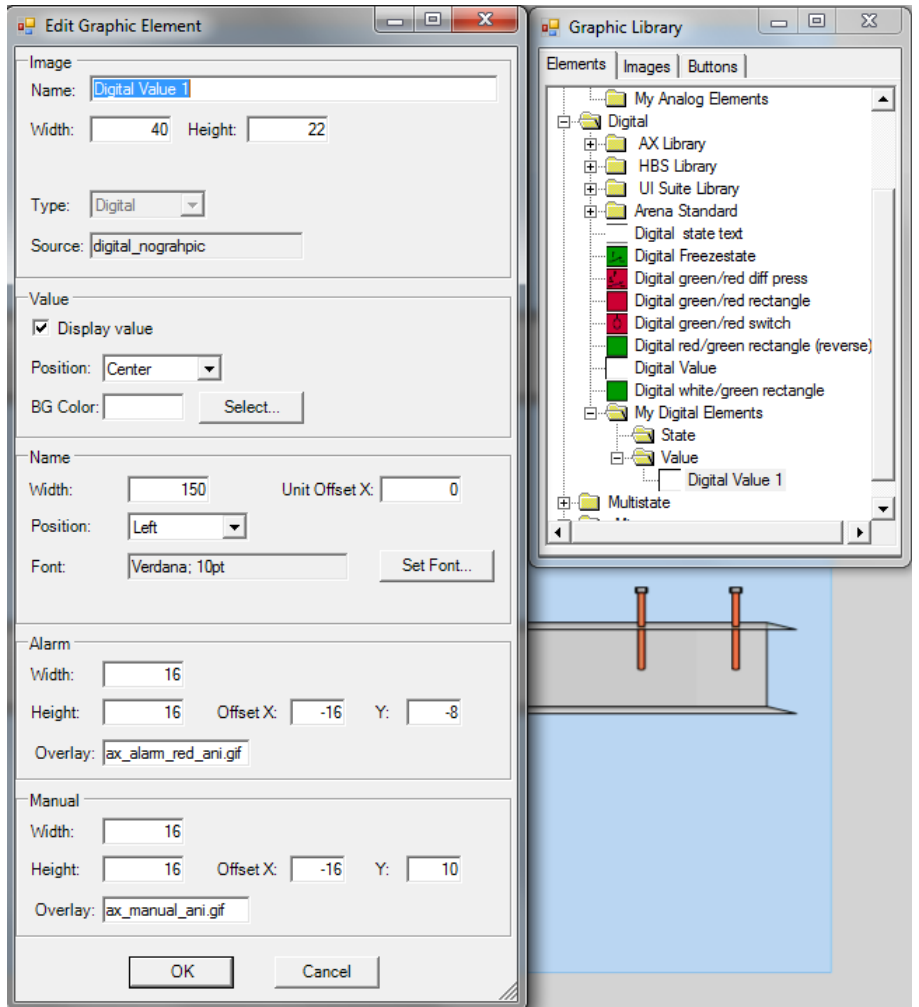 Edit Graphic Element
Image
Name: Digital Value 1
Width: 40 Height: 22
Type: Digital
Source: digital_nograhpic
Value
Display value
Position: Center
BG Color: Select...
Name
Width: 150 Unit Offset X: 0
Position: Left
Font: Verdana; 10pt Set Font...
Alarm
Width: 16
Height: 16 Offset X: -16 Y: -8
Overlay: ax_alarm_red_ani.gif
Manual
Width: 16
Height: 16 Offset X: -16 Y: 10
Overlay: ax_manual_ani.gif
OK Cancel
Graphic Library
Elements Images Buttons
My Analog Elements
Digital
AX Library
HBS Library
UI Suite Library
Arena Standard
Digital state text
Digital Freezestate
Digital green/red diff press
Digital green/red rectangle
Digital green/red switch
Digital red/green rectangle (reverse)
Digital Value
Digital white/green rectangle
My Digital Elements
State
Value
Digital Value 1
Multistate